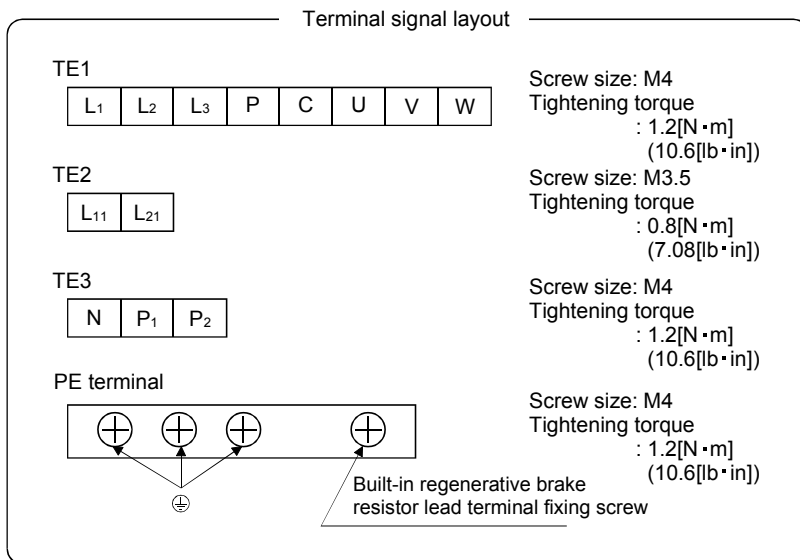 Terminal signal layout
TE1
L1 L2 L3 P C U V W
Screw size: M4
Tightening torque
: 1.2[N▪m]
(10.6[lb▪in])
TE2
L11 L21
Screw size: M3.5
Tightening torque
: 0.8[N▪m]
(7.08[lb▪in])
TE3
N P1 P2
Screw size: M4
Tightening torque
: 1.2[N▪m]
(10.6[lb▪in])
PE terminal
Screw size: M4
Tightening torque
: 1.2[N▪m]
(10.6[lb▪in])
Built-in regenerative brake
resistor lead terminal fixing screw